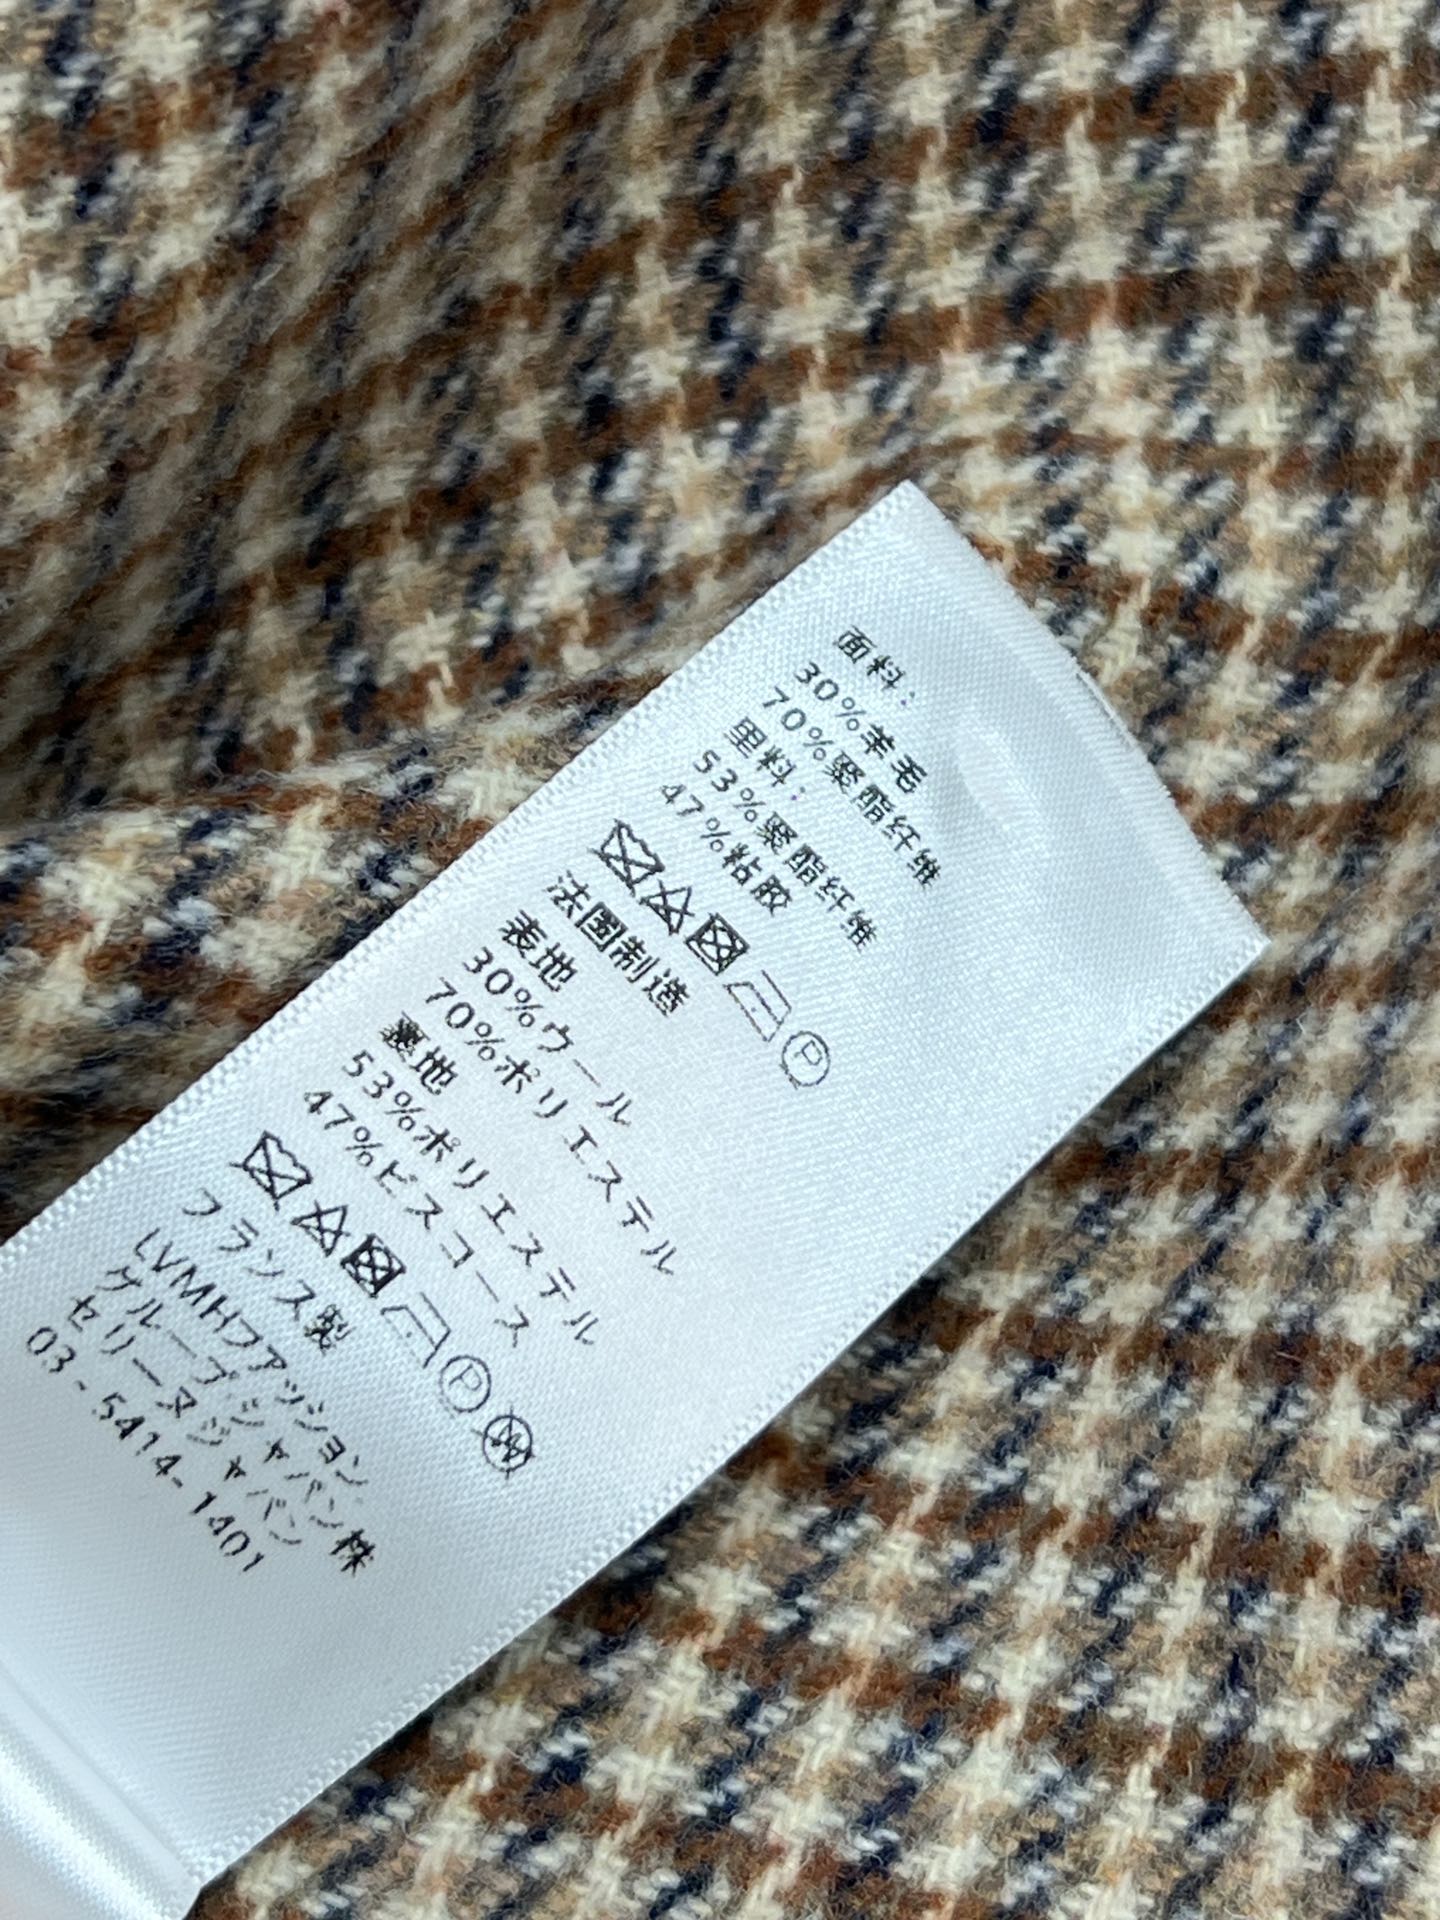 面料:
30%羊毛
70%聚酯纤维
里料:
53%聚酯纤维
47%粘胶
P
法国制造
表地
30%ウール
70%ポリエステル
裏地
53%ポリエステル
47%ビスコース
P W
フランス製
LVMHファッション
グループジャパン株
セリーヌジャパン
03-5414-1401